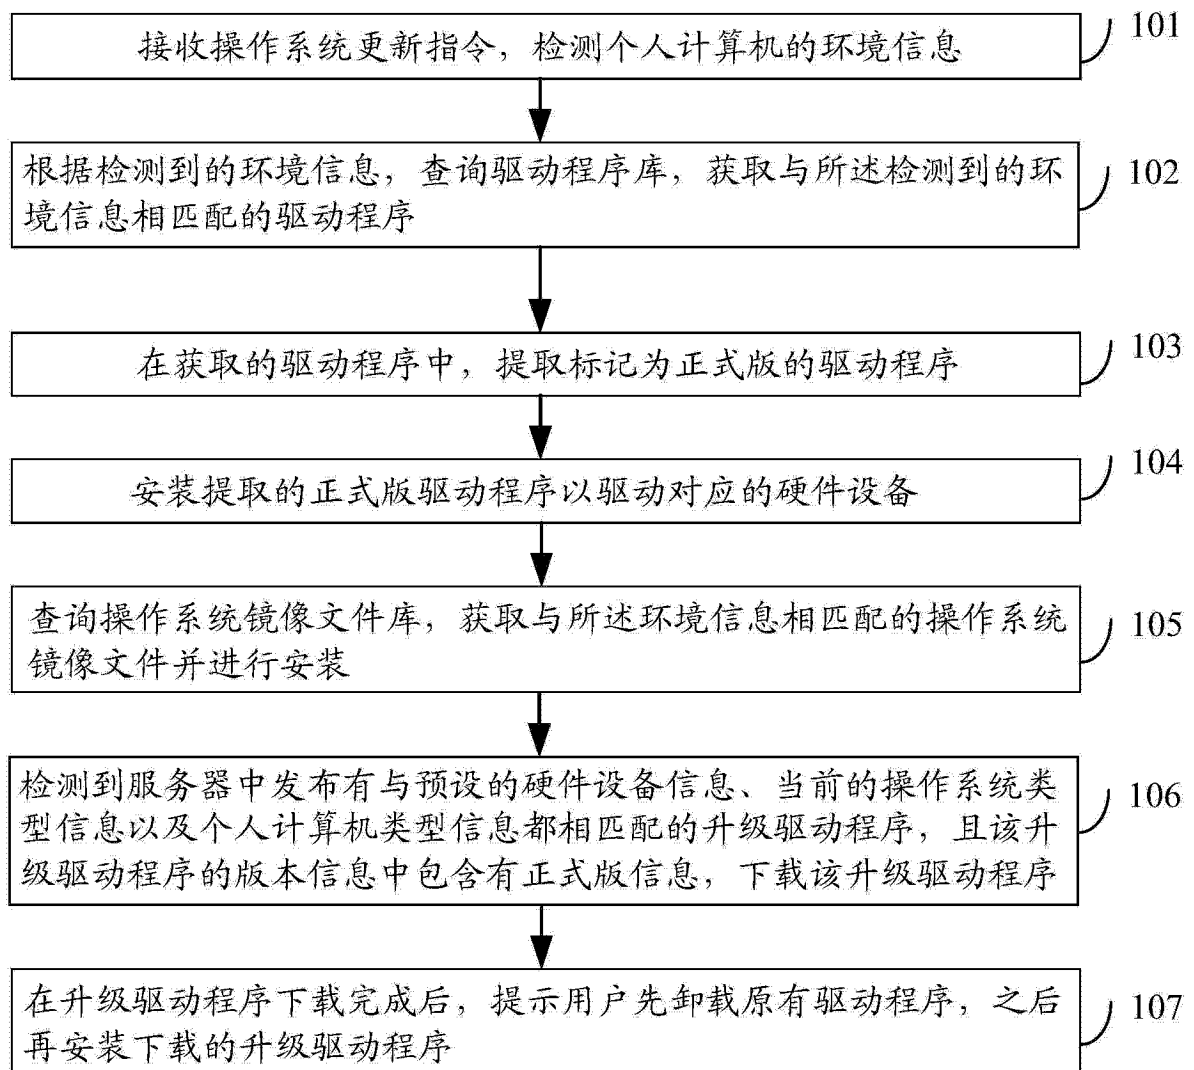 接收操作系统更新指令，检测个人计算机的环境信息
101
根据检测到的环境信息，查询驱动程序库，获取与所述检测到的环
境信息相匹配的驱动程序
102
在获取的驱动程序中，提取标记为正式版的驱动程序
103
安装提取的正式版驱动程序以驱动对应的硬件设备
104
查询操作系统镜像文件库，获取与所述环境信息相匹配的操作系统
镜像文件并进行安装
105
检测到服务器中发布有与预设的硬件设备信息、当前的操作系统类
型信息以及个人计算机类型信息都相匹配的升级驱动程序，且该升
级驱动程序的版本信息中包含有正式版信息，下载该升级驱动程序
106
在升级驱动程序下载完成后，提示用户先卸载原有驱动程序，之后
再安装下载的升级驱动程序
107